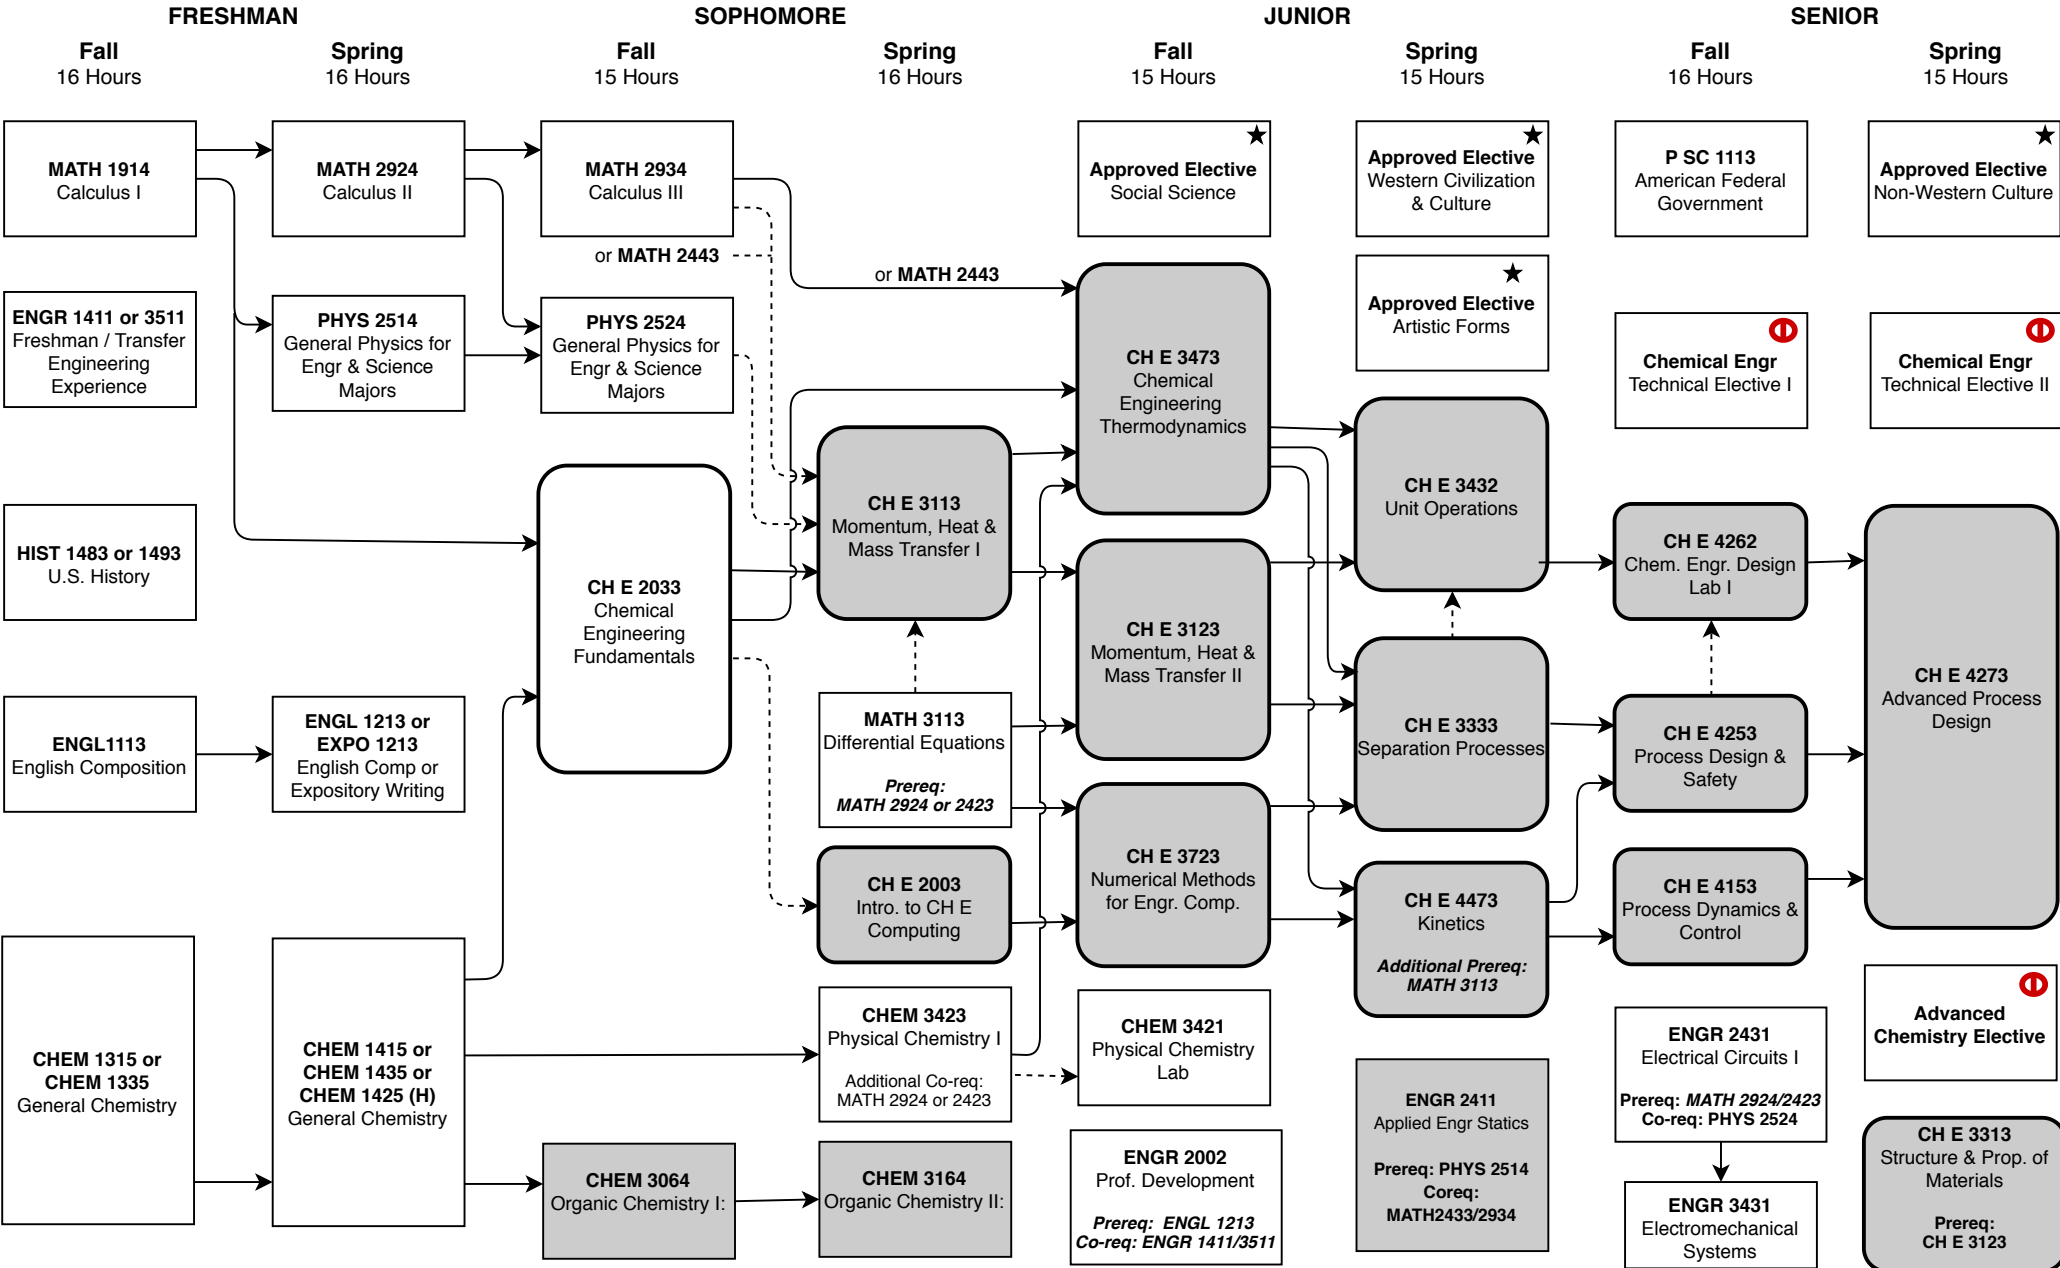 FRESHMAN
SOPHOMORE
JUNIOR
SENIOR
Fall
16 Hours
Spring
16 Hours
Fall
15 Hours
Spring
16 Hours
Fall
15 Hours
Spring
15 Hours
Fall
16 Hours
Spring
15 Hours
MATH 1914
Calculus I
ENGR 1411 or 3511
Freshman / Transfer
Engineering
Experience
HIST 1483 or 1493
U.S. History
ENGL1113
English Composition
CHEM 1315 or
CHEM 1335
General Chemistry
MATH 2924
Calculus II
PHYS 2514
General Physics for
Engr & Science
Majors
ENGL 1213 or
EXPO 1213
English Comp or
Expository Writing
CHEM 1415 or
CHEM 1435 or
CHEM 1425 (H)
General Chemistry
MATH 2934
Calculus III
or MATH 2443
PHYS 2524
General Physics for
Engr & Science
Majors
CH E 2033
Chemical
Engineering
Fundamentals
CHEM 3064
Organic Chemistry I:
or MATH 2443
CH E 3113
Momentum, Heat &
Mass Transfer I
MATH 3113
Differential Equations
Prereq:
MATH 2924 or 2423
CH E 2003
Intro. to CH E
Computing
CHEM 3423
Physical Chemistry I
Additional Co-req:
MATH 2924 or 2423
CHEM 3164
Organic Chemistry II:
Approved Elective
Social Science
CH E 3473
Chemical
Engineering
Thermodynamics
CH E 3123
Momentum, Heat &
Mass Transfer II
CH E 3723
Numerical Methods
for Engr. Comp.
CHEM 3421
Physical Chemistry
Lab
ENGR 2002
Prof. Development
Prereq: ENGL 1213
Co-req: ENGR 1411/3511
Approved Elective
Western Civilization
& Culture
Approved Elective
Artistic Forms
CH E 3432
Unit Operations
CH E 3333
Separation Processes
CH E 4473
Kinetics
Additional Prereq:
MATH 3113
ENGR 2411
Applied Engr Statics
Prereq: PHYS 2514
Coreq:
MATH2433/2934
P SC 1113
American Federal
Government
Chemical Engr
Technical Elective I
CH E 4262
Chem. Engr. Design
Lab I
CH E 4253
Process Design &
Safety
CH E 4153
Process Dynamics &
Control
ENGR 2431
Electrical Circuits I
Prereq: MATH 2924/2423
Co-req: PHYS 2524
ENGR 3431
Electromechanical
Systems
Approved Elective
Non-Western Culture
Chemical Engr
Technical Elective II
CH E 4273
Advanced Process
Design
Advanced
Chemistry Elective
CH E 3313
Structure & Prop. of
Materials
Prereq:
CH E 3123